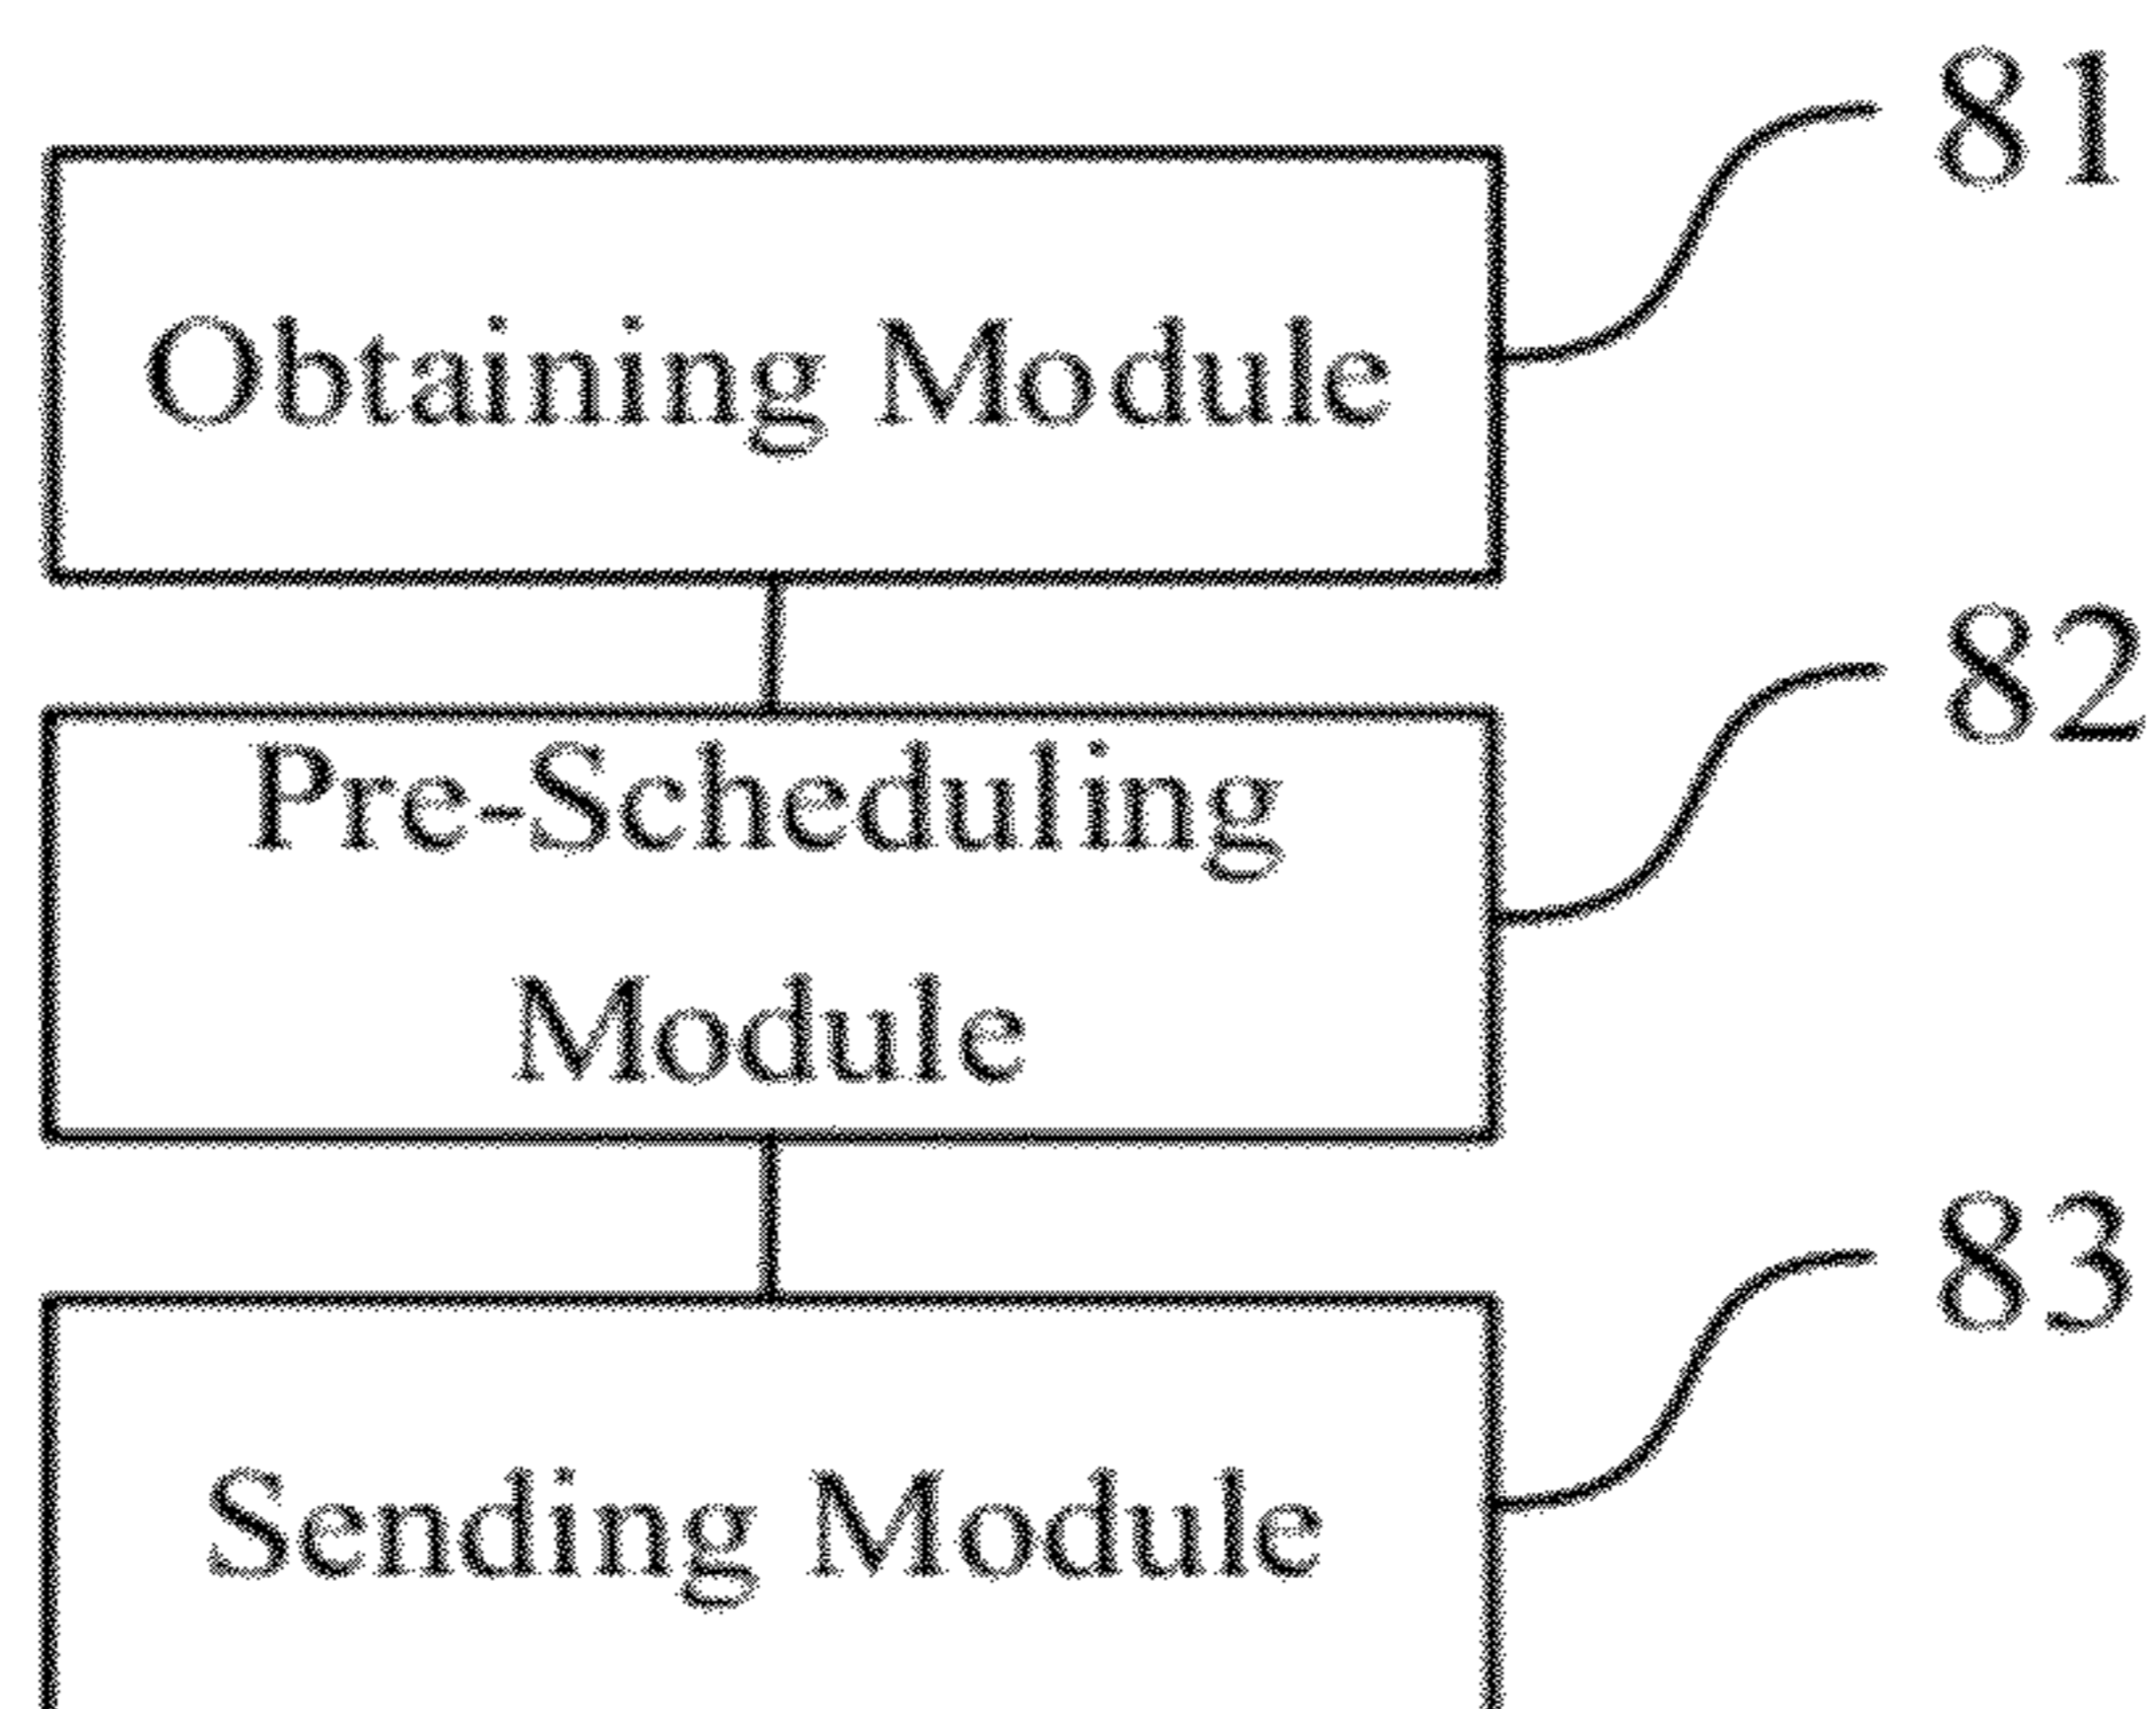 81
Obtaining Module
82
Pre-Scheduling
Module
83
Sending Module